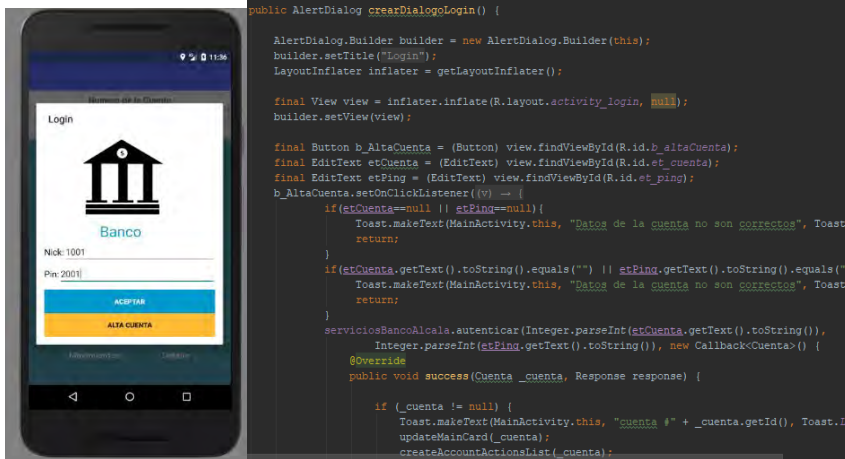 11:36
Numero de la Cuenta
Login
$
Banco
Nick: 1001
Pin: 2001
ACEPTAR
ALTA CUENTA
Movimientos
public AlertDialog crearDialogoLogin() {
AlertDialog.Builder builder = new AlertDialog.Builder(this);
builder.setTitle("Login");
LayoutInflater inflater = getLayoutInflater();
final View view = inflater.inflate(R.layout.activity_login, null);
builder.setView(view);
final Button b_AltaCuenta = (Button) view.findViewById(R.id.b_altaCuenta);
final EditText etCuenta = (EditText) view.findViewById(R.id.et_cuenta);
final EditText etPing = (EditText) view.findViewById(R.id.et_ping);
b_AltaCuenta.setOnClickListener((v) → {
if(etCuenta==null || etPing==null){
Toast.makeText(MainActivity.this, "Datos de la cuenta no son correctos", Toast
return;
}
if(etCuenta.getText().toString().equals("") || etPing.getText().toString().equals("
Toast.makeText(MainActivity.this, "Datos de la cuenta no son correctos", Toast
return;
}
serviciosBancoAlcala.autenticar(Integer.parseInt(etCuenta.getText().toString()),
Integer.parseInt(etPing.getText().toString()), new Callback<Cuenta>() {
@Override
public void success(Cuenta _cuenta, Response response) {
if (_cuenta != null) {
Toast.makeText(MainActivity.this, "cuenta #" + _cuenta.getId(), Toast.
updateMainCard(_cuenta);
createAccountActionsList(_cuenta);